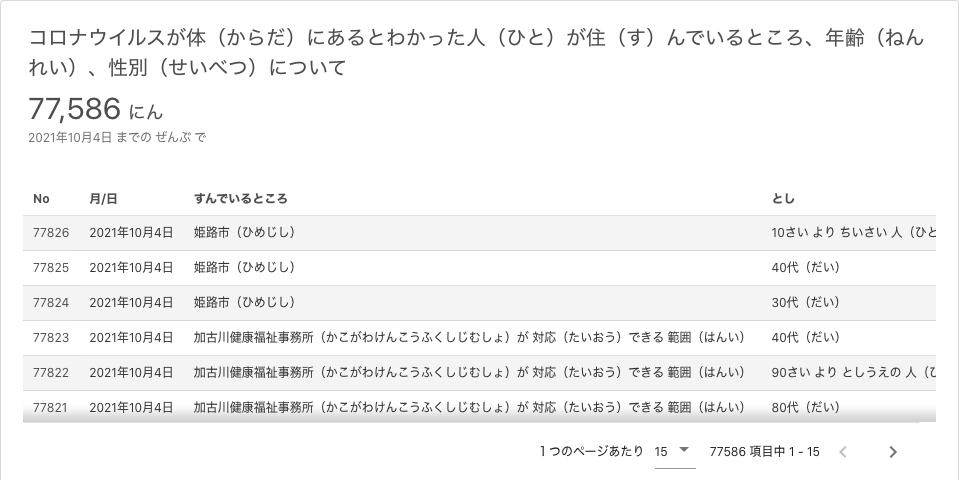 コロナウイルスが体（からだ）にあるとわかった人（ひと）が住（す）んでいるところ、年齢（ねん
れい）、性別（せいべつ）について
77,586 にん
2021年10月4日 までの ぜんぶ で
No 月/日 すんでいるところ とし
77826 2021年10月4日 姫路市（ひめじし） 10さい より ちいさい 人（ひと
77825 2021年10月4日 姫路市（ひめじし） 40代（だい）
77824 2021年10月4日 姫路市（ひめじし） 30代（だい）
77823 2021年10月4日 加古川健康福祉事務所（かこがわけんこうふくしじむしょ）が 対応（たいおう）できる 範囲（はんい） 40代（だい）
77822 2021年10月4日 加古川健康福祉事務所（かこがわけんこうふくしじむしょ）が 対応（たいおう）できる 範囲（はんい） 90さい より としうえの 人（ひ
77821 2021年10月4日 加古川健康福祉事務所（かこがわけんこうふくしじむしょ）が 対応（たいおう）できる 範囲（はんい） 80代（だい）
1 つのページあたり 15 77586 項目中 1 - 15